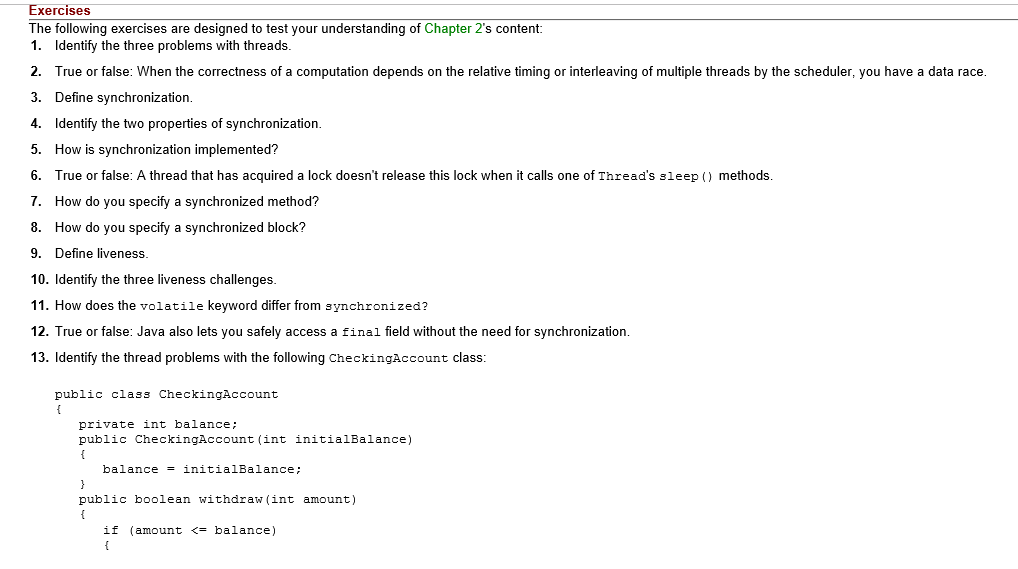 Exercises
The following exercises are designed to test your understanding of Chapter 2's content:
1. Identify the three problems with threads.
2. True or false: When the correctness of a computation depends on the relative timing or interleaving of multiple threads by the scheduler, you have a data race.
3. Define synchronization.
4. Identify the two properties of synchronization.
5. How is synchronization implemented?
6. True or false: A thread that has acquired a lock doesn't release this lock when it calls one of Thread's sleep() methods.
7. How do you specify a synchronized method?
8. How do you specify a synchronized block?
9. Define liveness.
10. Identify the three liveness challenges.
11. How does the volatile keyword differ from synchronized?
12. True or false: Java also lets you safely access a final field without the need for synchronization.
13. Identify the thread problems with the following CheckingAccount class:
public class CheckingAccount
{
private int balance;
public CheckingAccount(int initialBalance)
{
balance = initialBalance;
}
public boolean withdraw(int amount)
{
if (amount <= balance)
{